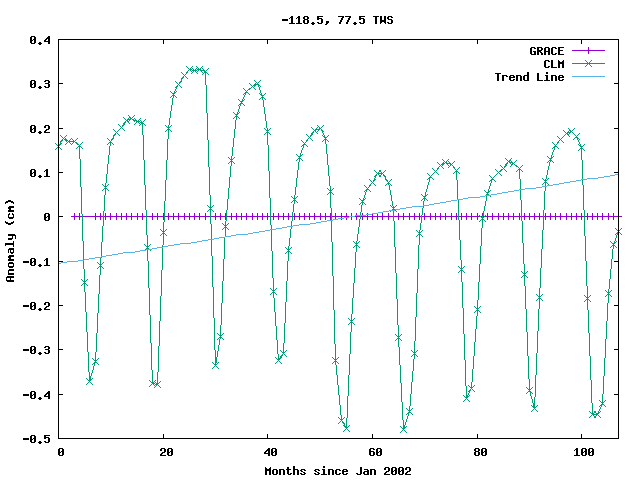 -118.5, 77.5 TWS
GRACE
CLM
Trend Line
0.4
0.3
0.2
0.1
0
-0.1
-0.2
-0.3
-0.4
-0.5
Anomaly (cm)
0 20 40 60 80 100
Months since Jan 2002